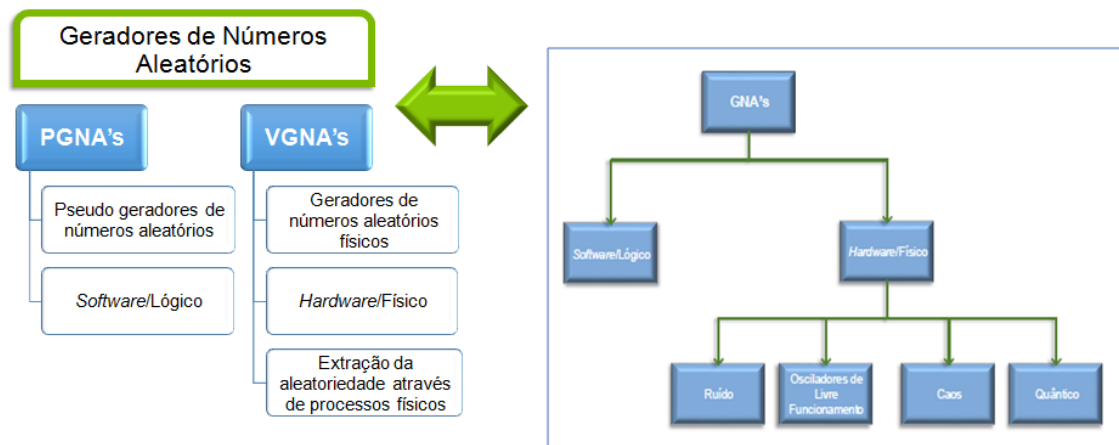 Geradores de Números
Aleatórios
PGNA's
VGNA's
Pseudo geradores de
números aleatórios
Software/Lógico
Geradores de
números aleatórios
físicos
Hardware/Físico
Extração da
aleatoriedade através
de processos físicos
GNA's
Software/Lógico
Hardware/Físico
Ruído
Osciladores de
Livre
Funcionamento
Caos
Quântico